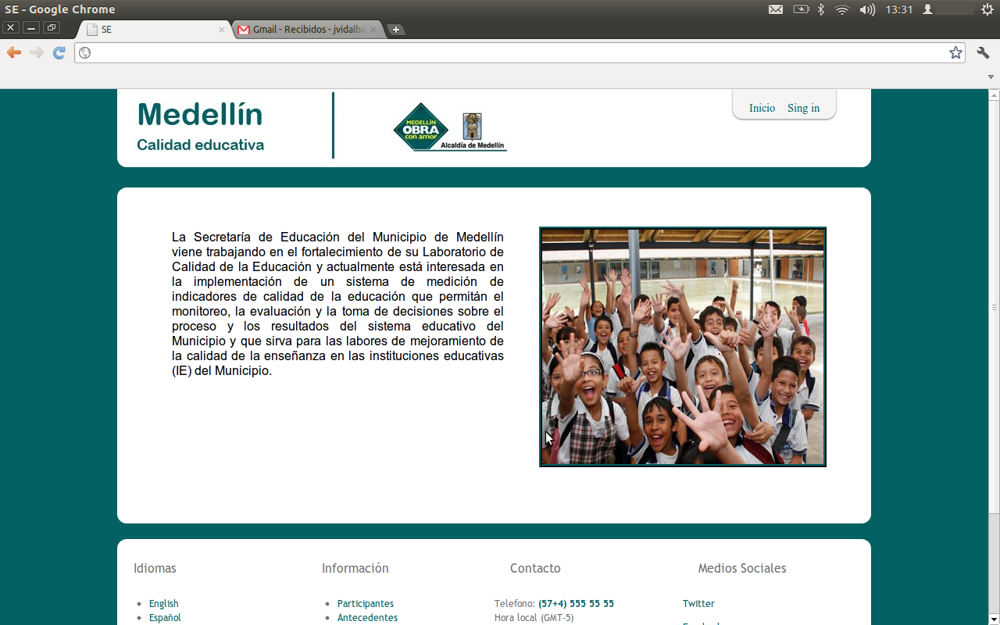 SE - Google Chrome
13:31
SE
Gmail - Recibidos - jvidalba
Medellín
Calidad educativa
MEDELLÍN
OBRA
con amor
Alcaldía de Medellín
Inicio Sing in
La Secretaría de Educación del Municipio de Medellín
viene trabajando en el fortalecimiento de su Laboratorio de
Calidad de la Educación y actualmente está interesada en
la implementación de un sistema de medición de
indicadores de calidad de la educación que permitán el
monitoreo, la evaluación y la toma de decisiones sobre el
proceso y los resultados del sistema educativo del
Municipio y que sirva para las labores de mejoramiento de
la calidad de la enseñanza en las instituciones educativas
(IE) del Municipio.
Idiomas
English
Español
Información
Participantes
Antecedentes
Contacto
Telefono: (57+4) 555 55 55
Hora local (GMT-5)
Medios Sociales
Twitter